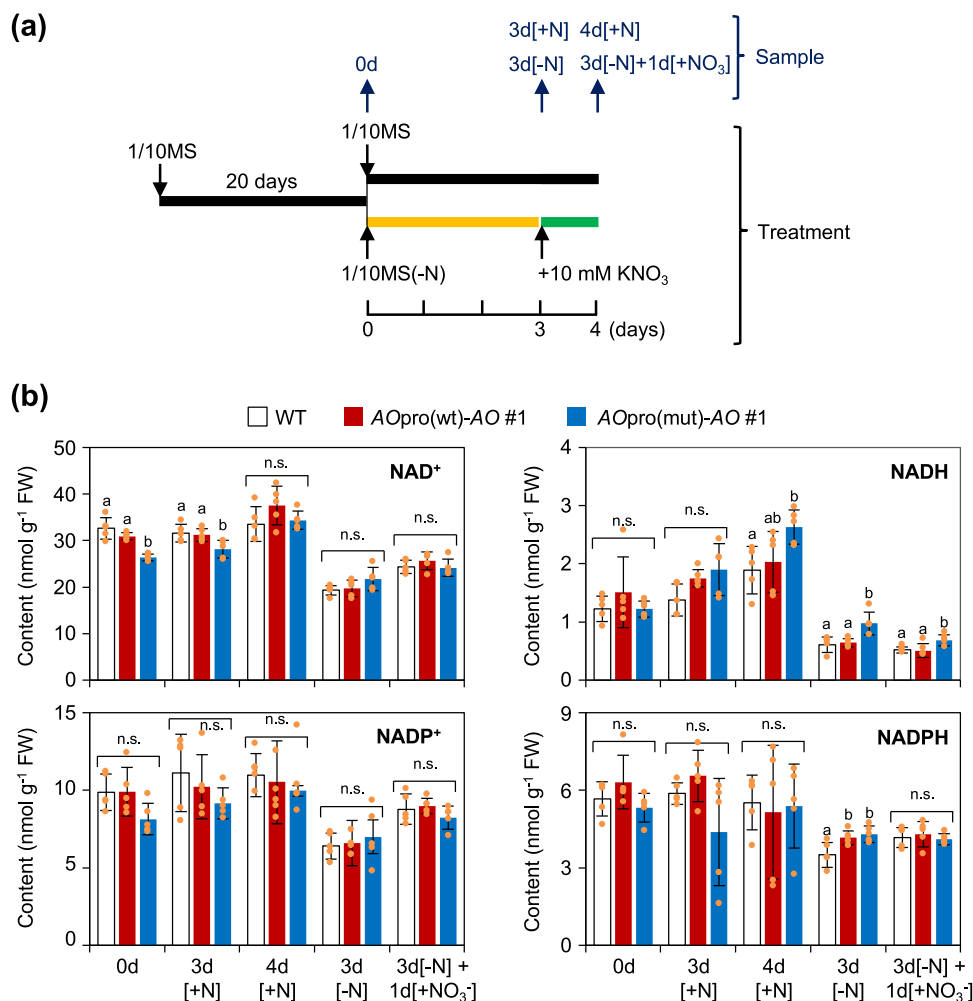 (a)
3d[+N] 4d[+N]
0d 3d[-N] 3d[-N]+1d[+NO₃] Sample
1/10MS
1/10MS
20 days
Treatment
1/10MS(-N) +10 mM KNO₃
0 3 4 (days)
(b)
WT AOpro(wt)-AO #1 AOpro(mut)-AO #1
Content (nmol g⁻¹ FW)
50
40
30
20
10
0
NAD⁺
a a b
a a b
n.s.
n.s.
n.s.
Content (nmol g⁻¹ FW)
4
3
2
1
0
NADH
n.s.
n.s.
a ab b
a a b
a a b
Content (nmol g⁻¹ FW)
15
10
5
0
NADP⁺
n.s.
n.s.
n.s.
n.s.
n.s.
0d 3d [+N] 4d [+N] 3d [-N] 3d[-N] + 1d[+NO₃⁻]
Content (nmol g⁻¹ FW)
9
6
3
0
NADPH
n.s.
n.s.
n.s.
a b b
n.s.
0d 3d [+N] 4d [+N] 3d [-N] 3d[-N] + 1d[+NO₃⁻]